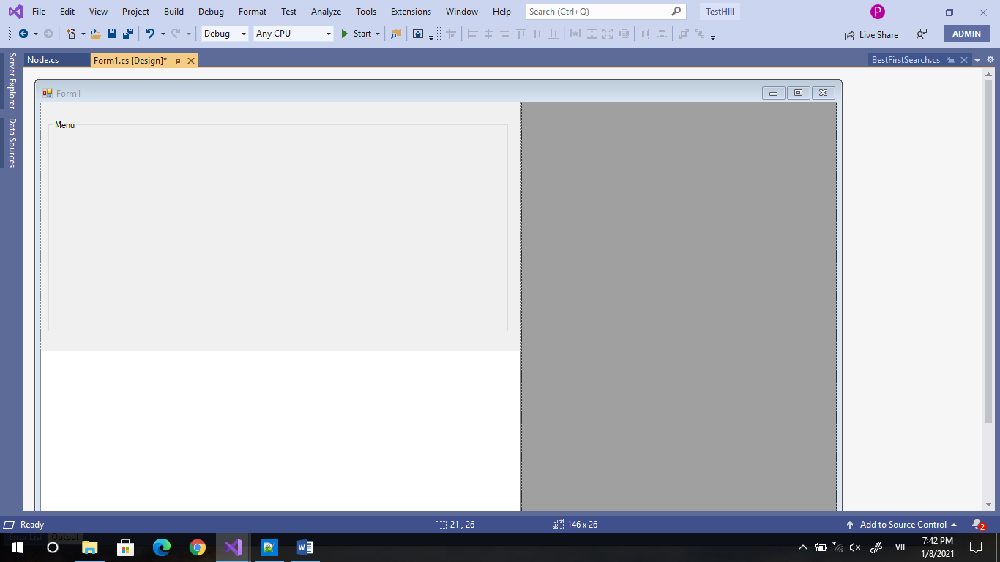 File Edit View Project Build Debug Format Test Analyze Tools Extensions Window Help Search (Ctrl+Q) TestHill P
Debug Any CPU Start Live Share ADMIN
Server Explorer
Data Sources
Node.cs Form1.cs [Design]* BestFirstSearch.cs
Form1
Menu
Ready 21 , 26 146 x 26 Add to Source Control 2
Error List Output
VIE 7:42 PM
1/8/2021